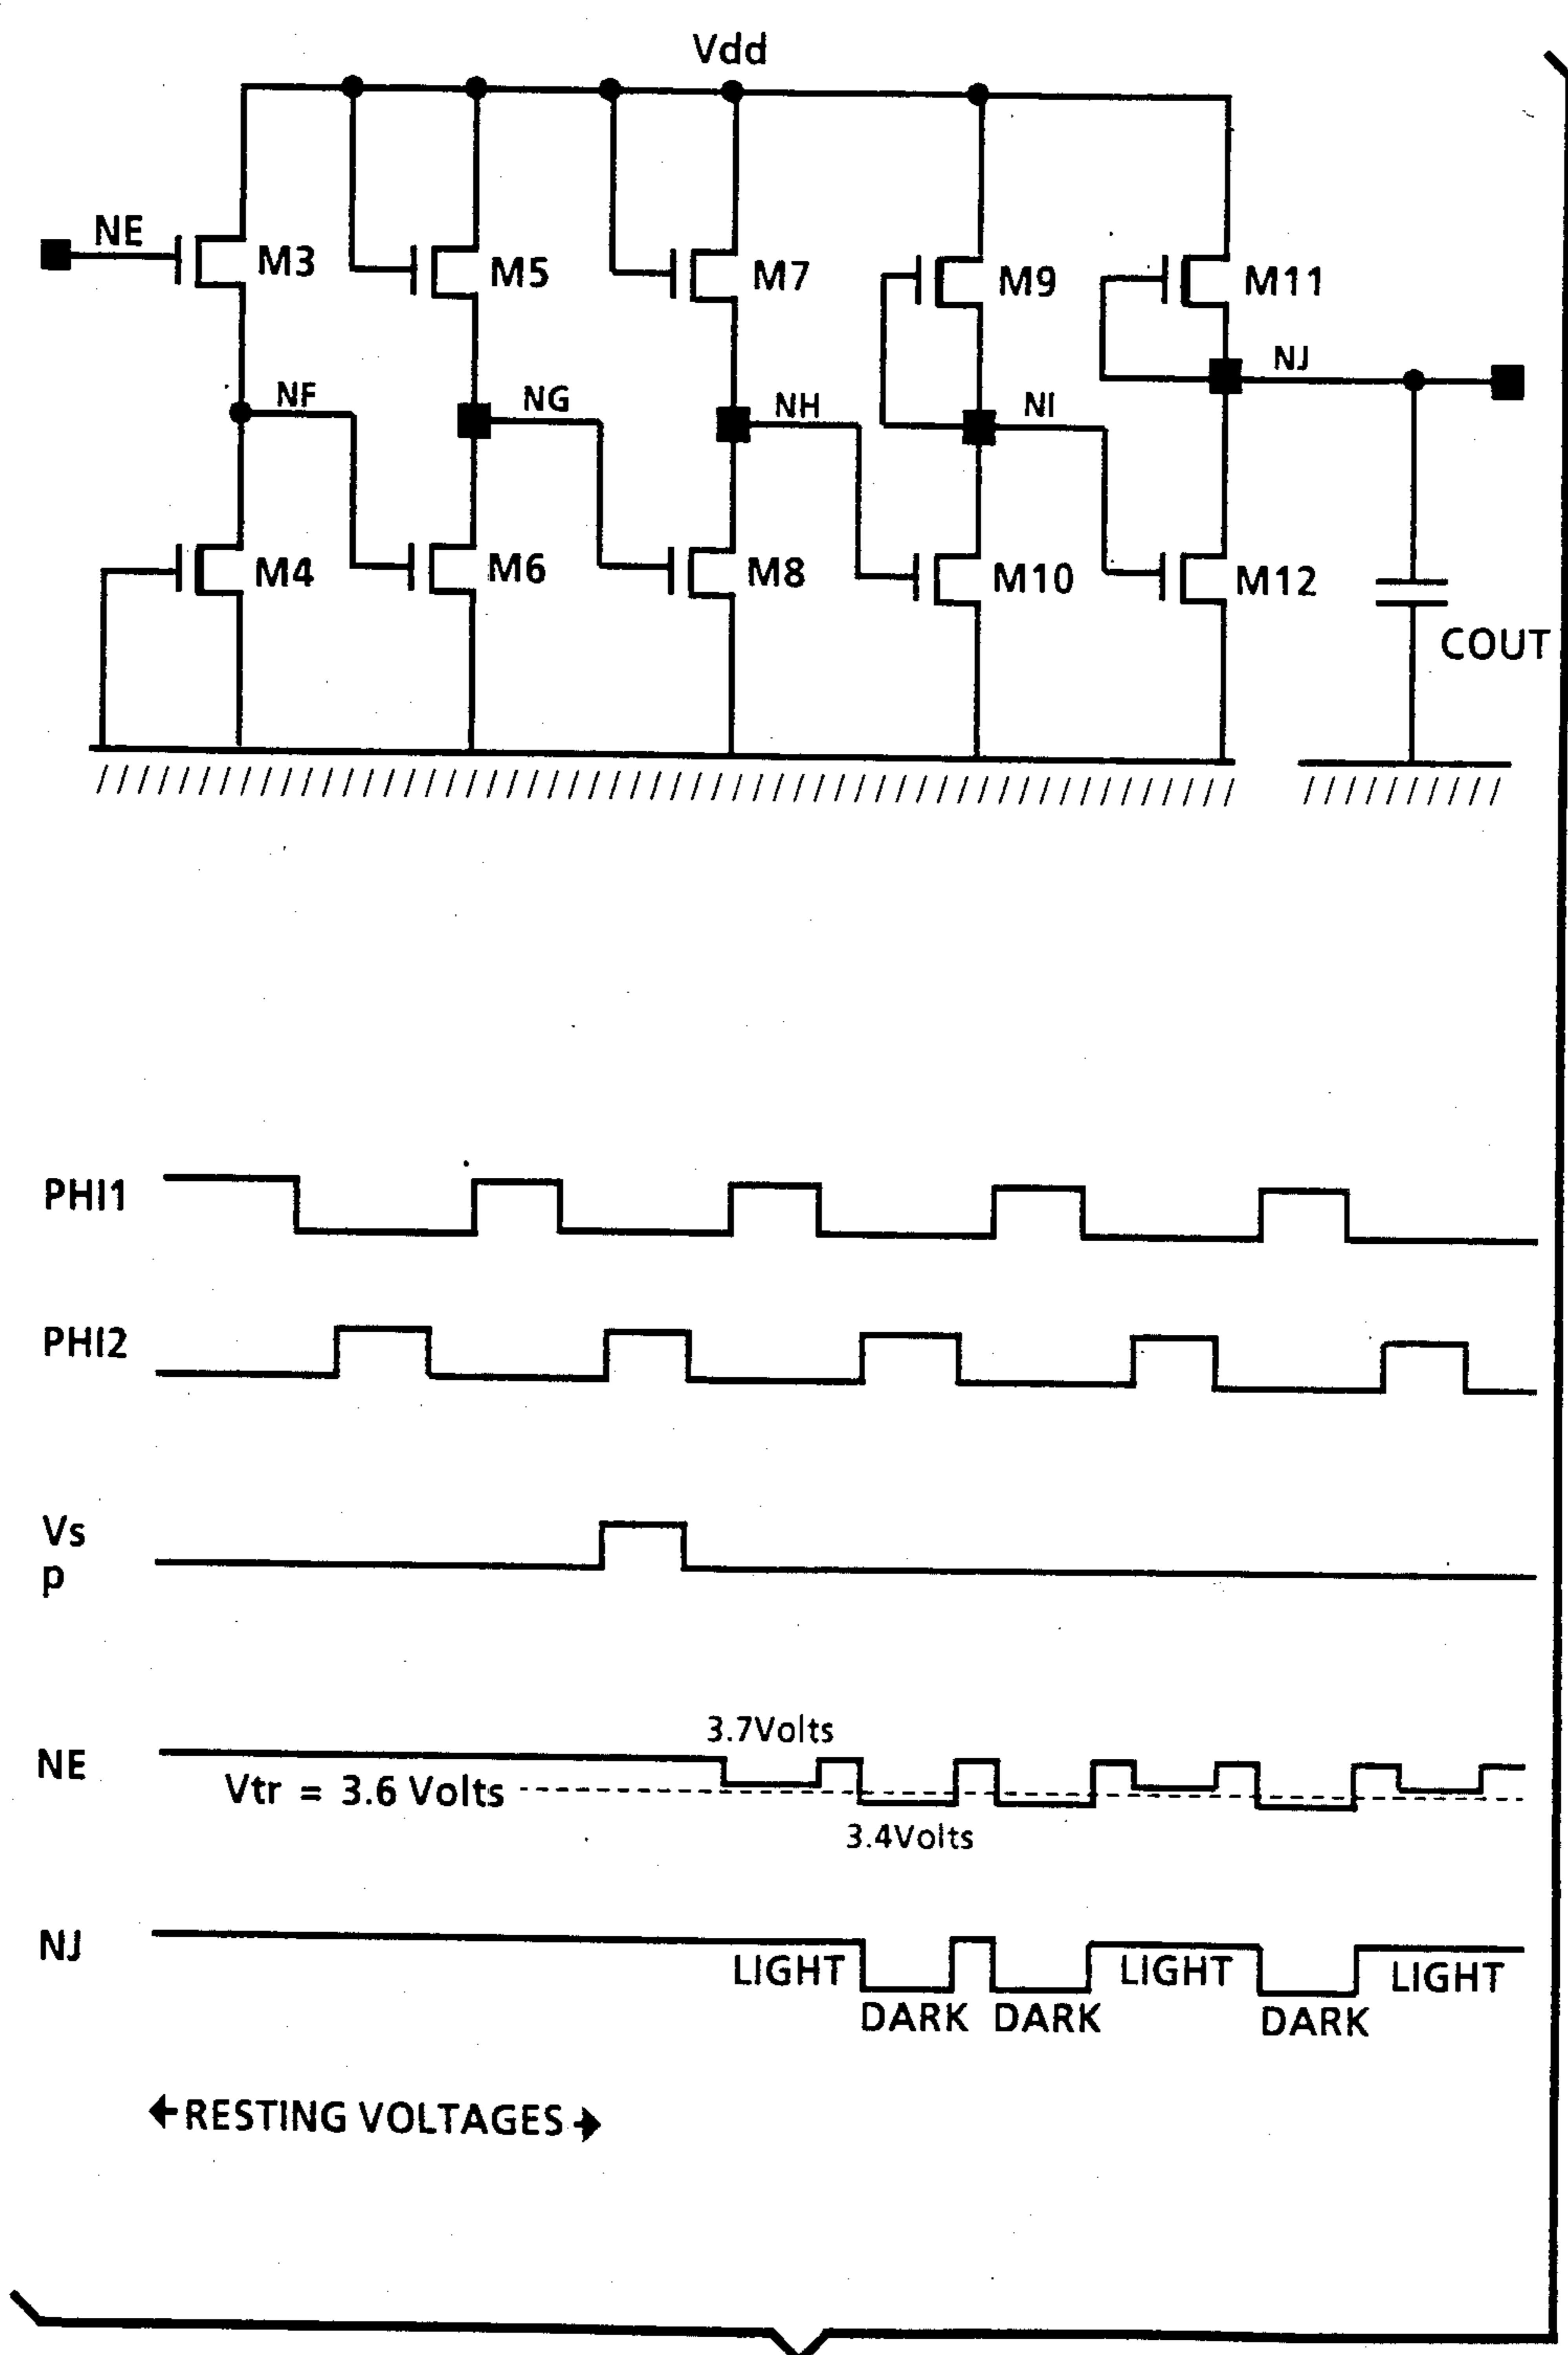 Vdd
NE
M3
M5
M7
M9
M11
NF
NG
NH
NI
NJ
M4
M6
M8
M10
M12
COUT
PHI1
PHI2
Vs
p
NE
3.7Volts
Vtr = 3.6 Volts
3.4Volts
NJ
LIGHT
LIGHT
LIGHT
DARK
DARK
DARK
←RESTING VOLTAGES→